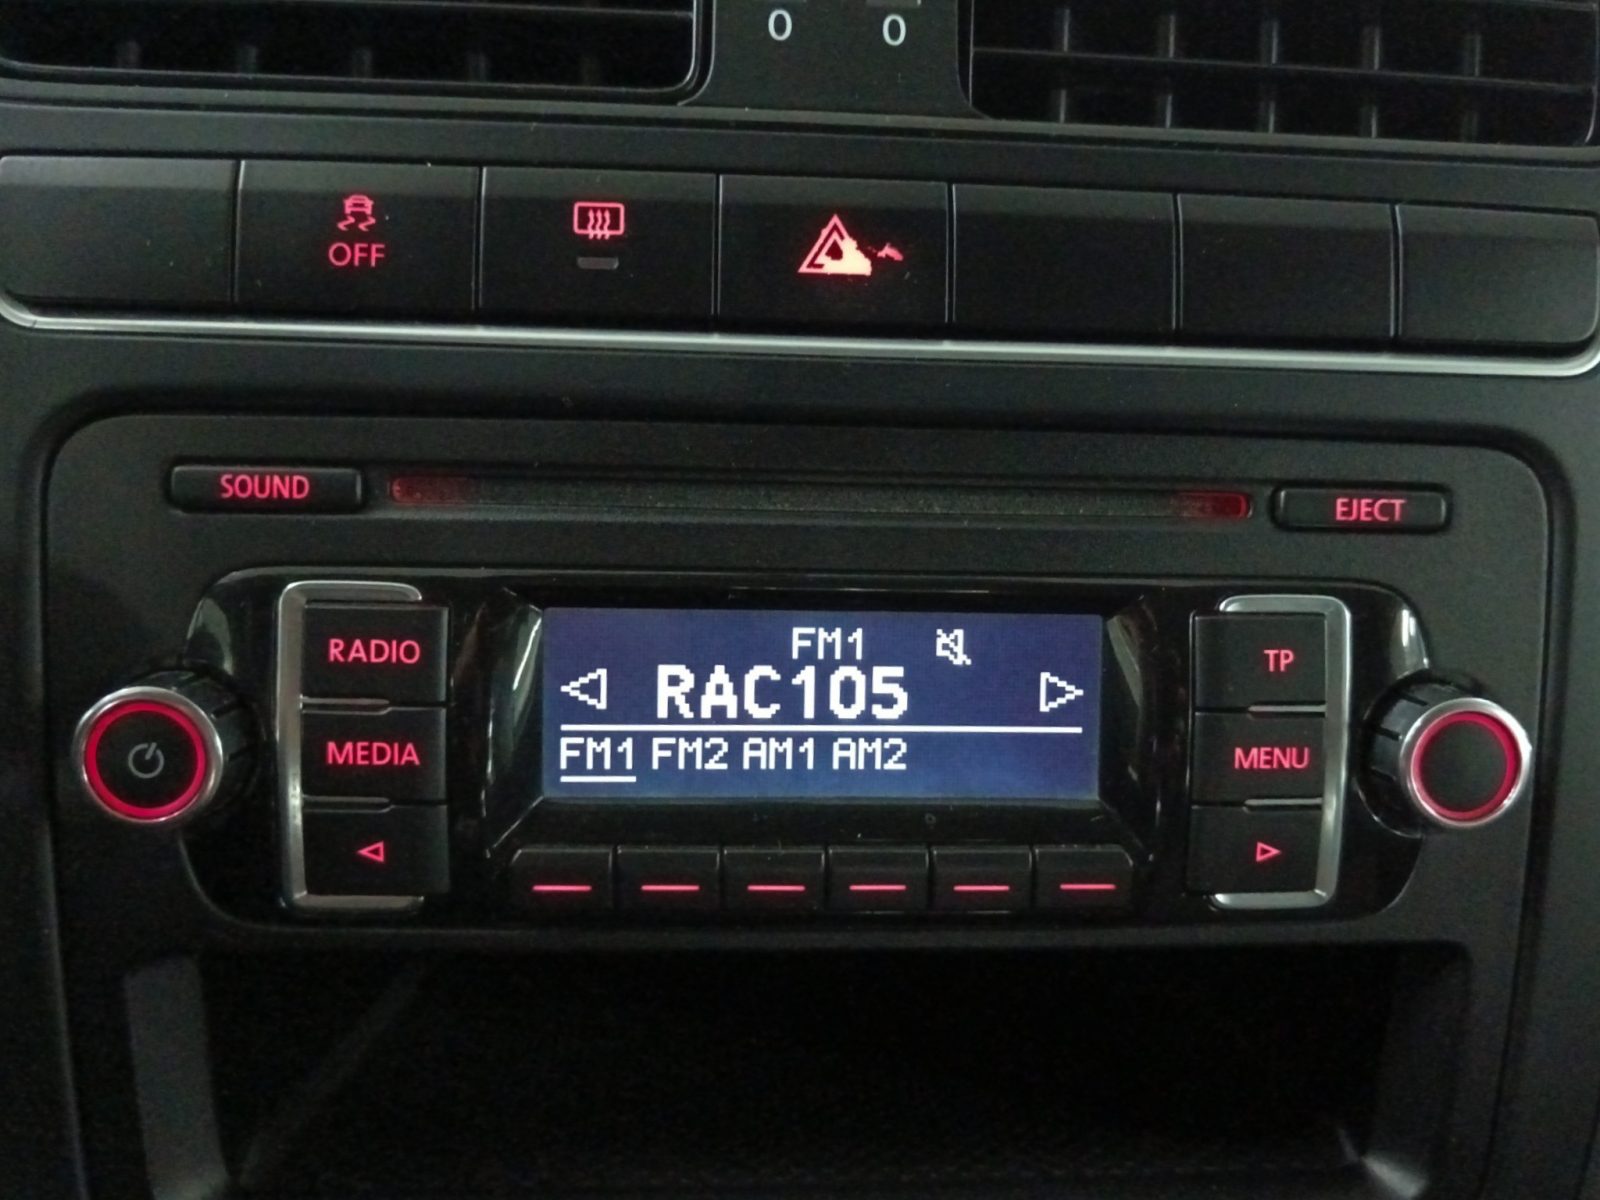 0 0
OFF
SOUND
EJECT
RADIO
MEDIA
FM1
RAC105
FM1 FM2 AM1 AM2
TP
MENU